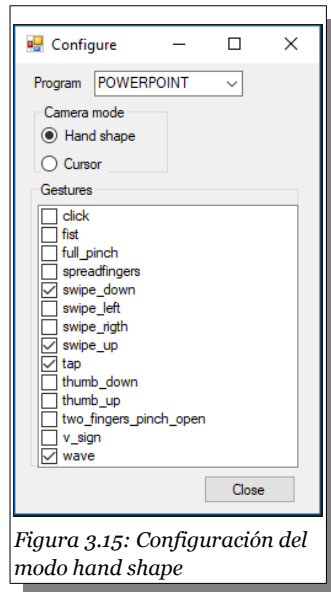 Configure
Program POWERPOINT
Camera mode
Hand shape
Cursor
Gestures
click
fist
full_pinch
spreadfingers
swipe_down
swipe_left
swipe_rigth
swipe_up
tap
thumb_down
thumb_up
two_fingers_pinch_open
v_sign
wave
Close
Figura 3.15: Configuración del
modo hand shape